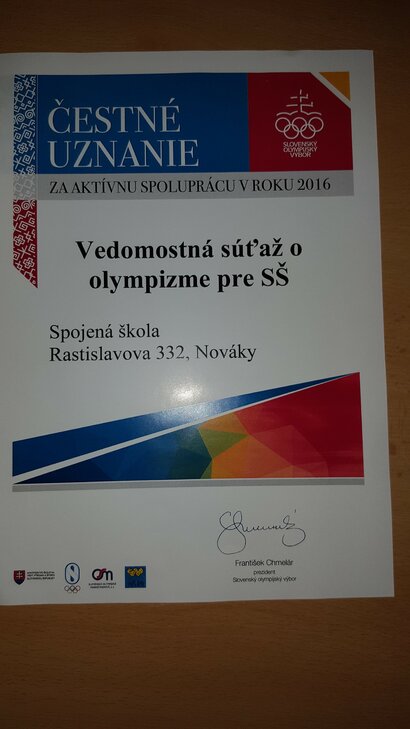 ČESTNÉ
UZNANIE
SLOVENSKÝ
OLYMPIJSKÝ
VÝBOR
ZA AKTÍVNU SPOLUPRÁCU V ROKU 2016
Vedomostná súťaž o
olympizme pre SŠ
Spojená škola
Rastislavova 332, Nováky
František Chmelár
prezident
Slovenský olympijský výbor